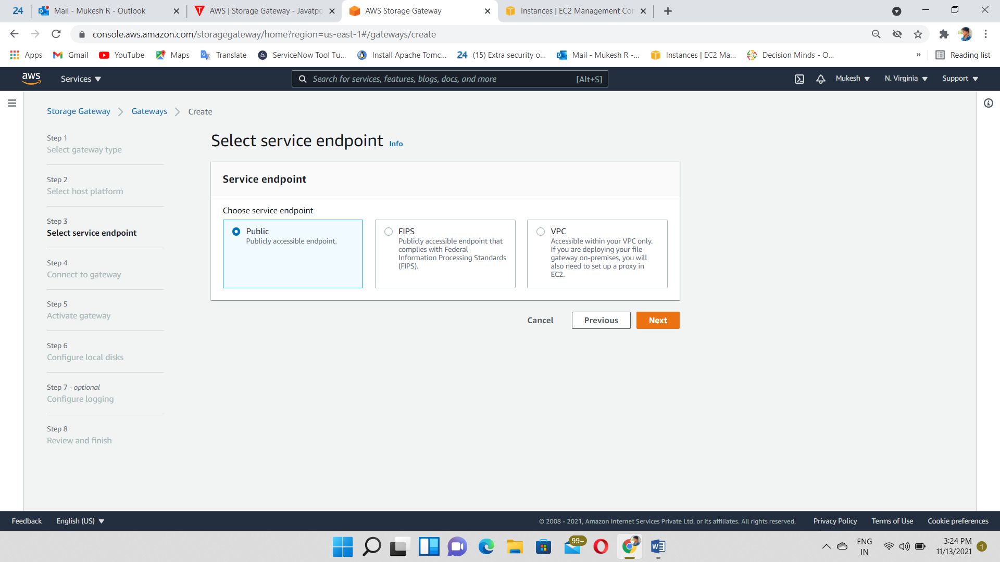 24
Mail - Mukesh R - Outlook
AWS | Storage Gateway - Javatpo
AWS Storage Gateway
Instances | EC2 Management Con
console.aws.amazon.com/storagegateway/home?region=us-east-1#/gateways/create
Apps
Gmail
YouTube
Maps
Translate
ServiceNow Tool Tu...
Install Apache Tomc...
24 (15) Extra security o...
Mail - Mukesh R -...
Instances | EC2 Ma...
Decision Minds - O...
»
Reading list
aws
Services
Search for services, features, blogs, docs, and more
[Alt+S]
Mukesh
N. Virginia
Support
Storage Gateway
Gateways
Create
Step 1
Select gateway type
Step 2
Select host platform
Step 3
Select service endpoint
Step 4
Connect to gateway
Step 5
Activate gateway
Step 6
Configure local disks
Step 7 - optional
Configure logging
Step 8
Review and finish
Select service endpoint Info
Service endpoint
Choose service endpoint
Public
Publicly accessible endpoint.
FIPS
Publicly accessible endpoint that
complies with Federal
Information Processing Standards
(FIPS).
VPC
Accessible within your VPC only.
If you are deploying your file
gateway on-premises, you will
also need to set up a proxy in
EC2.
Cancel
Previous
Next
Feedback
English (US)
© 2008 - 2021, Amazon Internet Services Private Ltd. or its affiliates. All rights reserved.
Privacy Policy
Terms of Use
Cookie preferences
99+
ENG
IN
3:24 PM
11/13/2021
1